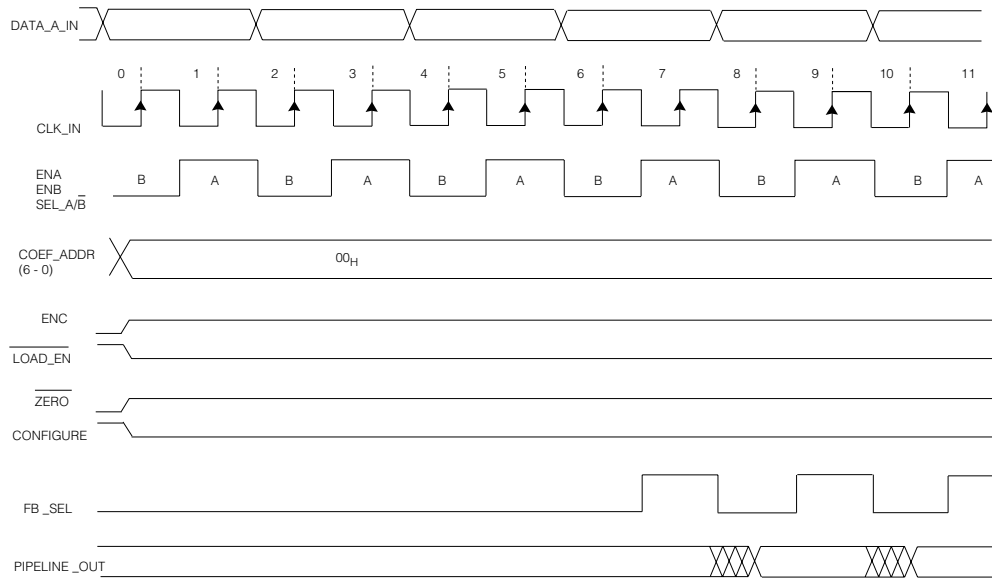 DATA_A_IN
0 1 2 3 4 5 6 7 8 9 10 11
CLK_IN
ENA
ENB
SEL_A/B̅
B A B A B A B A B A B A
COEF_ADDR
(6 - 0)
00H
ENC
LOAD_EN
ZERO
CONFIGURE
FB _SEL
PIPELINE _OUT